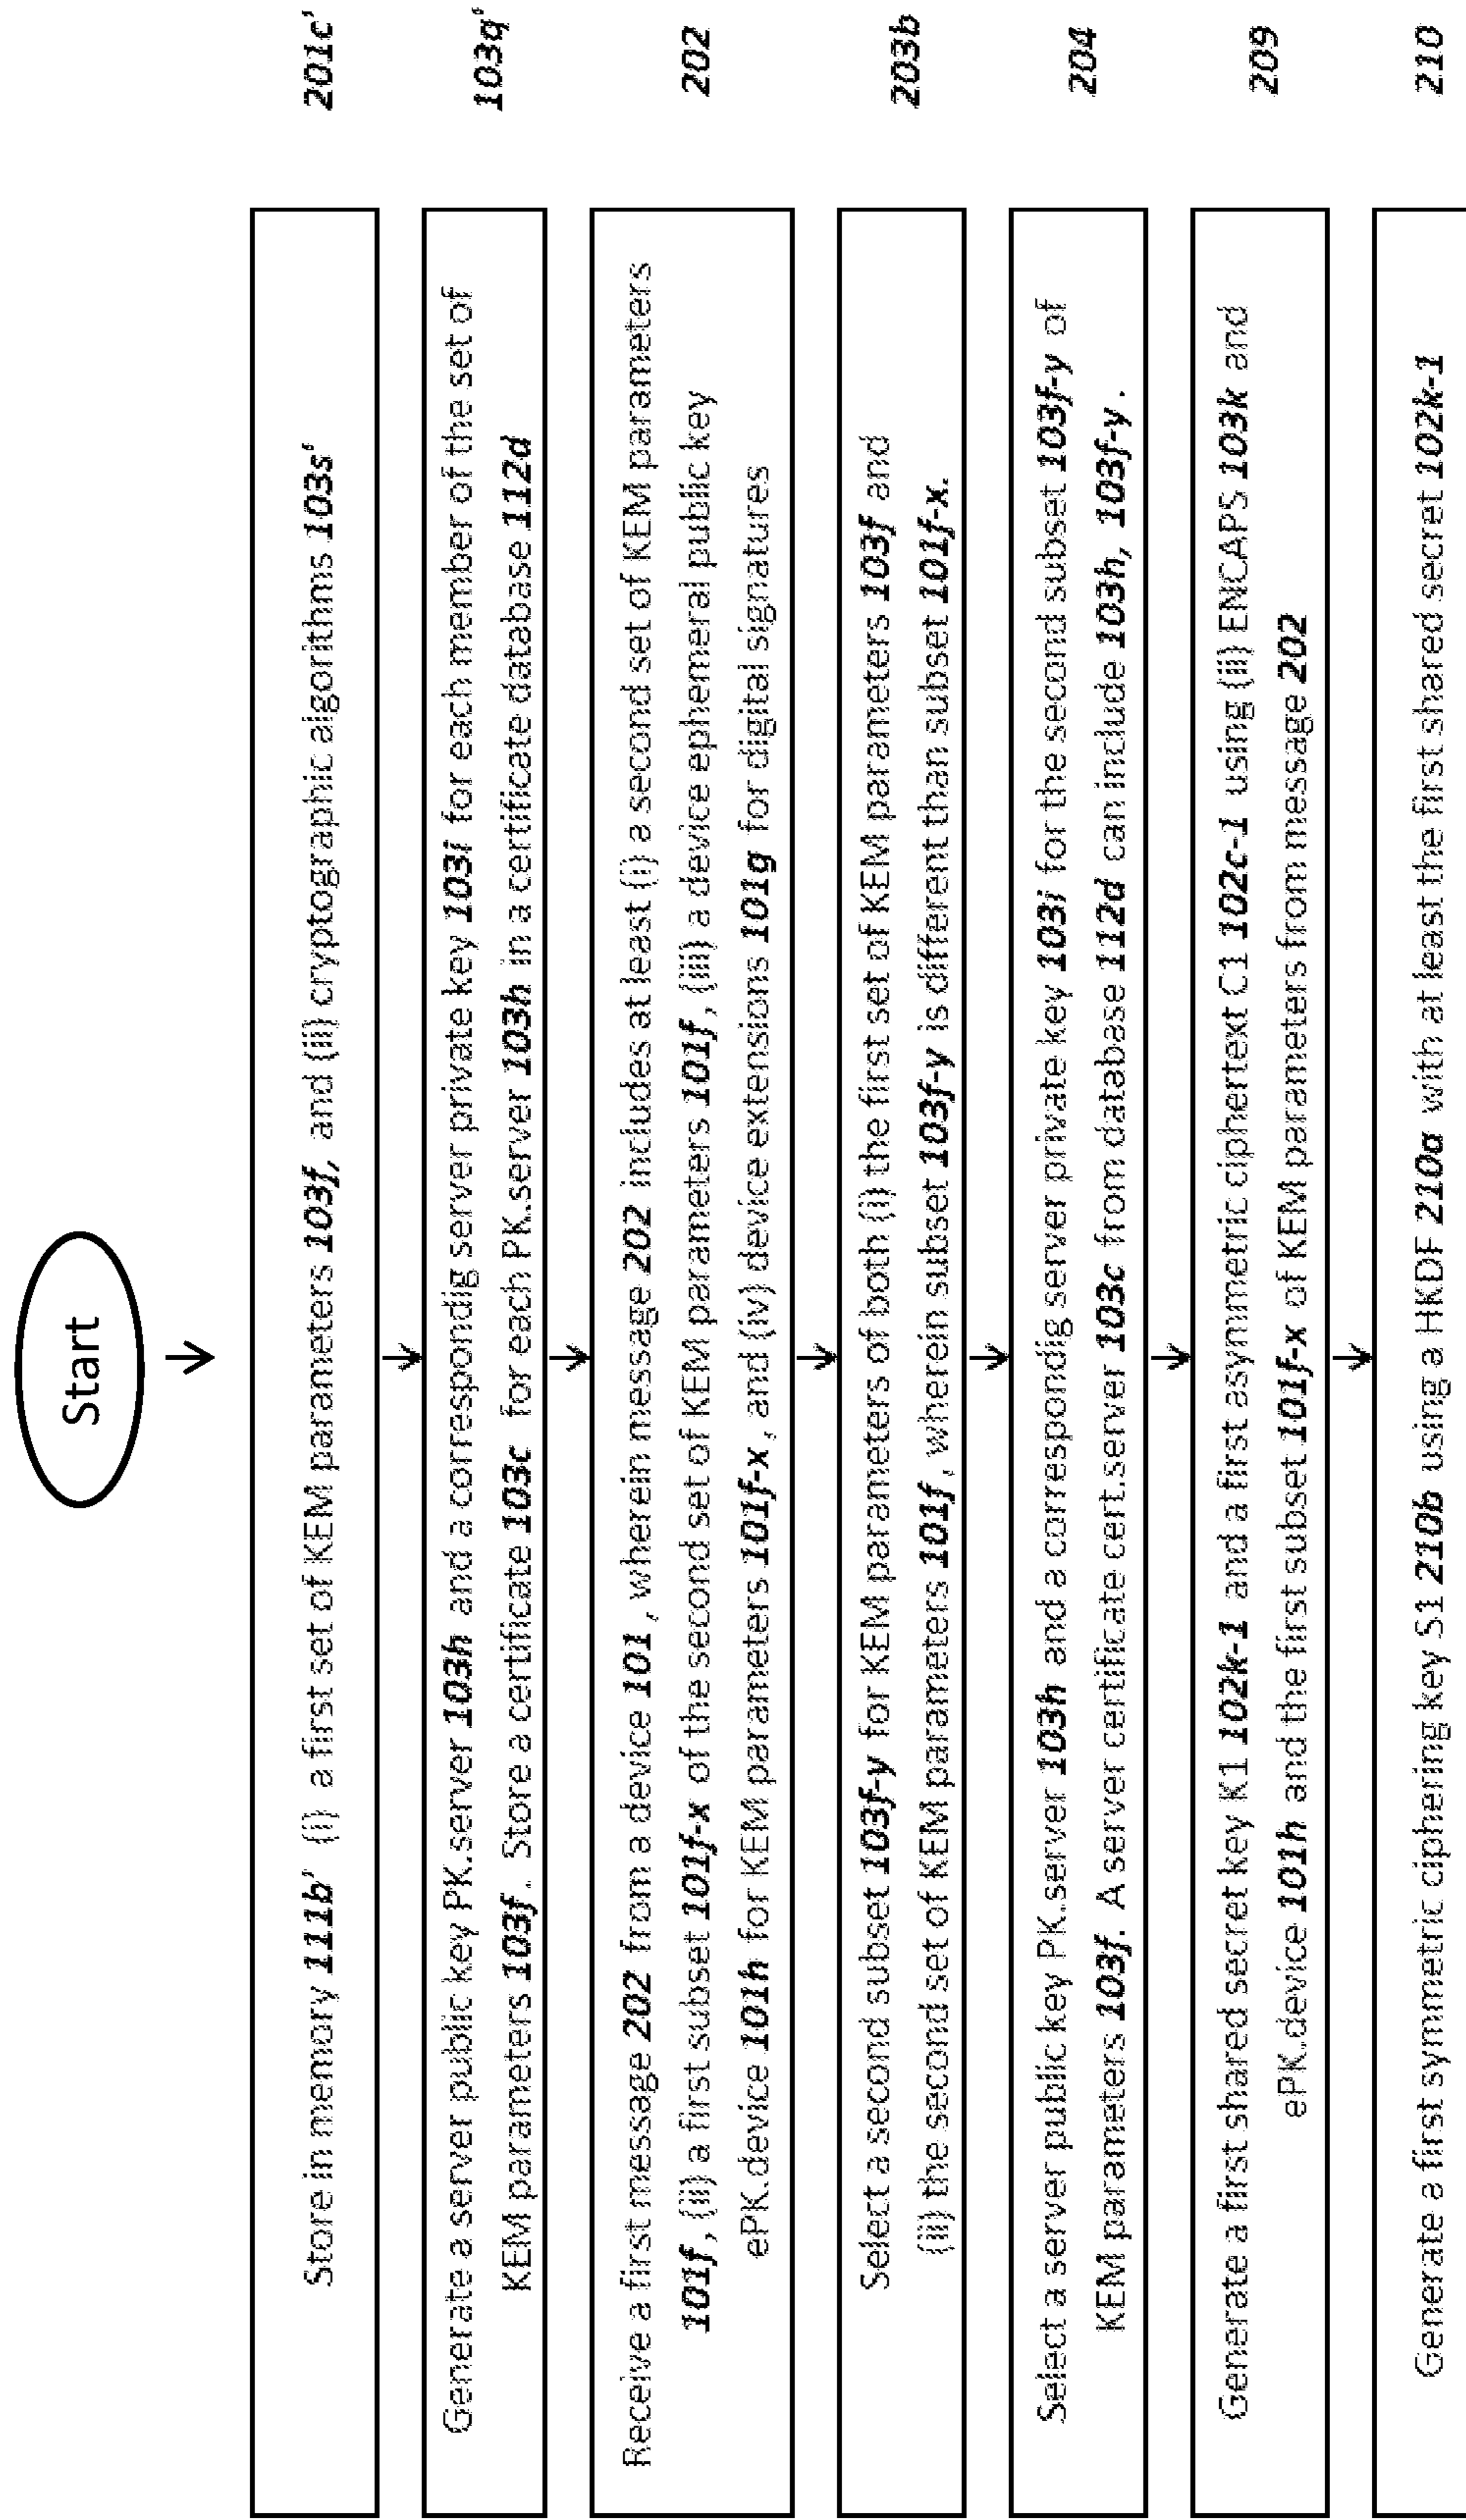 Start
Store in memory 111b' (i) a first set of KEM parameters 103f, and (ii) cryptographic algorithms 103s'
201c'
Generate a server public key PK.server 103h and a correspondig server private key 103i for each member of the set of
KEM parameters 103f. Store a certificate 103c for each PK.server 103h in a certificate database 112d
103q'
Receive a first message 202 from a device 101, wherein message 202 includes at least (i) a second set of KEM parameters
101f, (ii) a first subset 101f-x of the second set of KEM parameters 101f, (iii) a device ephemeral public key
ePK.device 101h for KEM parameters 101f-x, and (iv) device extensions 101g for digital signatures
202
Select a second subset 103f-y for KEM parameters of both (i) the first set of KEM parameters 103f and
(ii) the second set of KEM parameters 101f, wherein subset 103f-y is different than subset 101f-x.
203b
Select a server public key PK.server 103h and a correspondig server private key 103i for the second subset 103f-y of
KEM parameters 103f. A server certificate cert.server 103c from database 112d can include 103h, 103f-y.
204
Generate a first shared secret key K1 102k-1 and a first asymmetric ciphertext C1 102c-1 using (ii) ENCAPS 103k and
ePK.device 101h and the first subset 101f-x of KEM parameters from message 202
209
Generate a first symmetric ciphering key S1 210b using a HKDF 210a with at least the first shared secret 102k-1
210